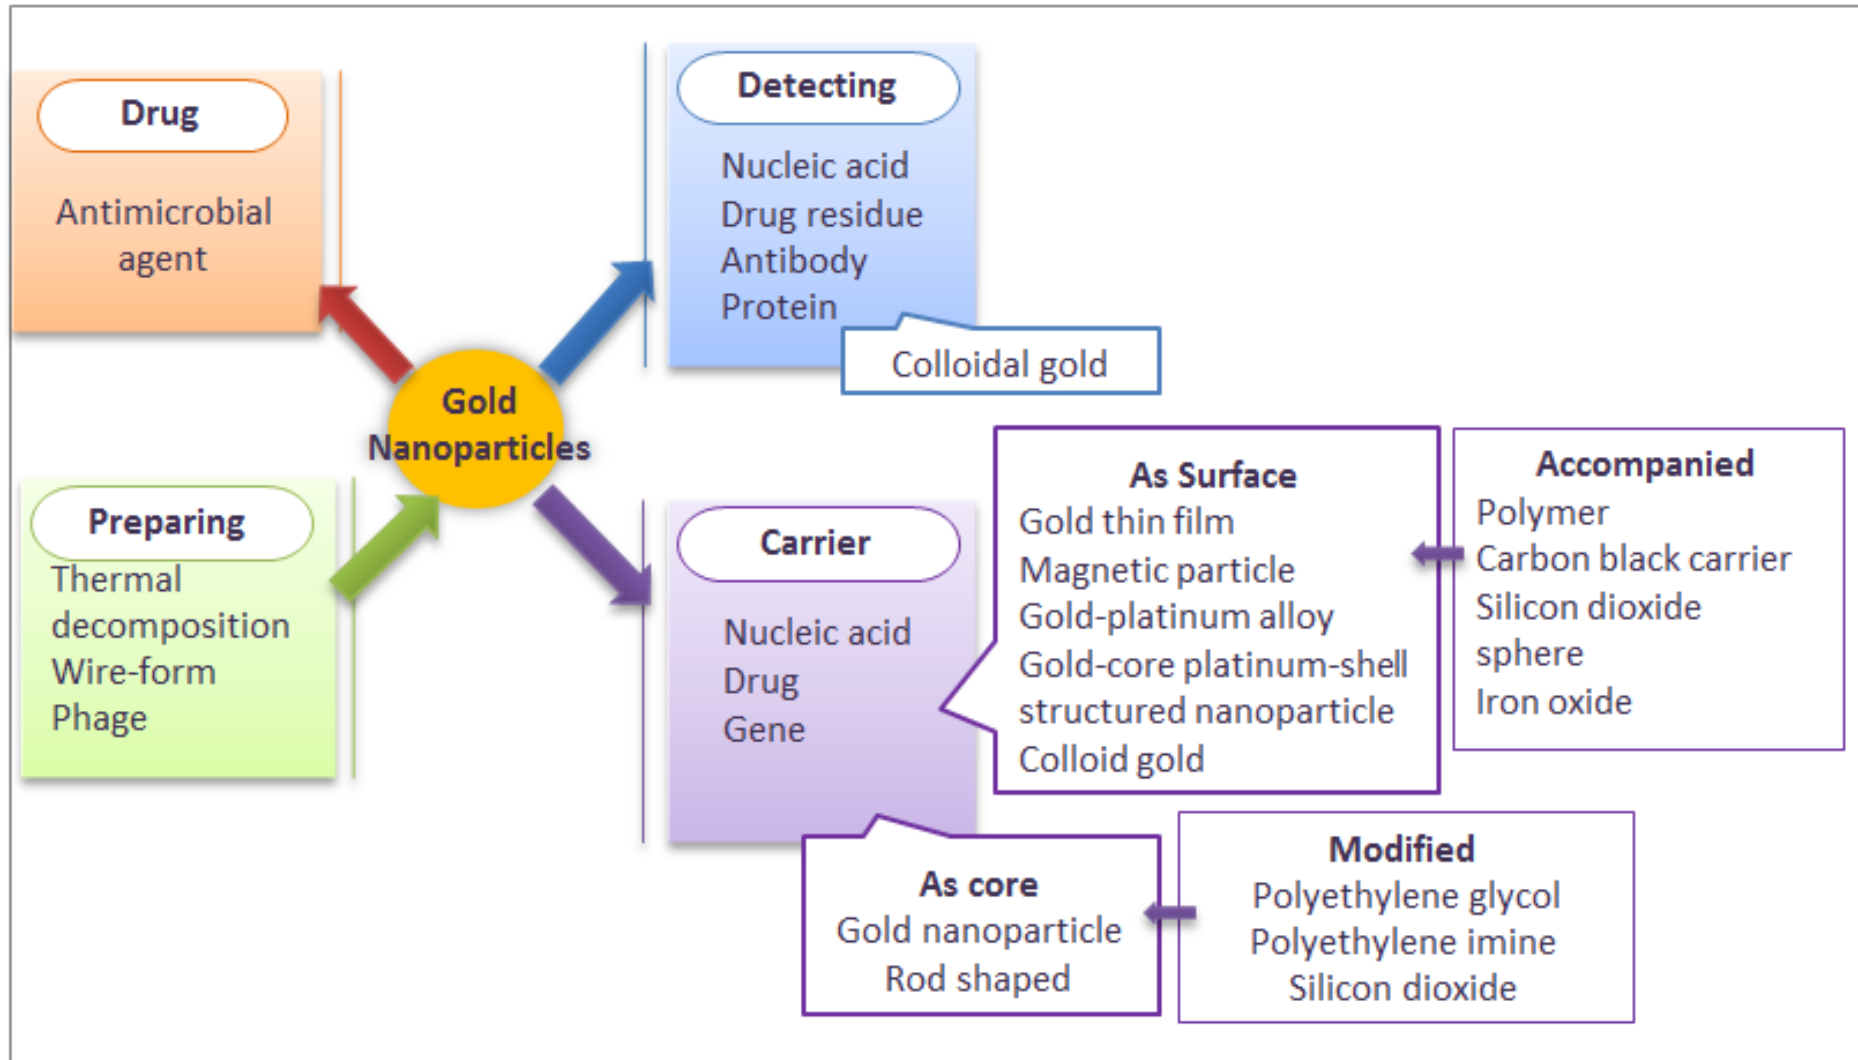 Drug
Antimicrobial
agent
Detecting
Nucleic acid
Drug residue
Antibody
Protein
Colloidal gold
Gold
Nanoparticles
Preparing
Thermal
decomposition
Wire-form
Phage
Carrier
Nucleic acid
Drug
Gene
As Surface
Gold thin film
Magnetic particle
Gold-platinum alloy
Gold-core platinum-shell
structured nanoparticle
Colloid gold
Accompanied
Polymer
Carbon black carrier
Silicon dioxide
sphere
Iron oxide
As core
Gold nanoparticle
Rod shaped
Modified
Polyethylene glycol
Polyethylene imine
Silicon dioxide